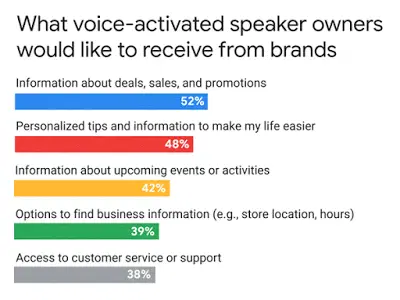 What voice-activated speaker owners
would like to receive from brands
Information about deals, sales, and promotions
52%
Personalized tips and information to make my life easier
48%
Information about upcoming events or activities
42%
Options to find business information (e.g., store location, hours)
39%
Access to customer service or support
38%